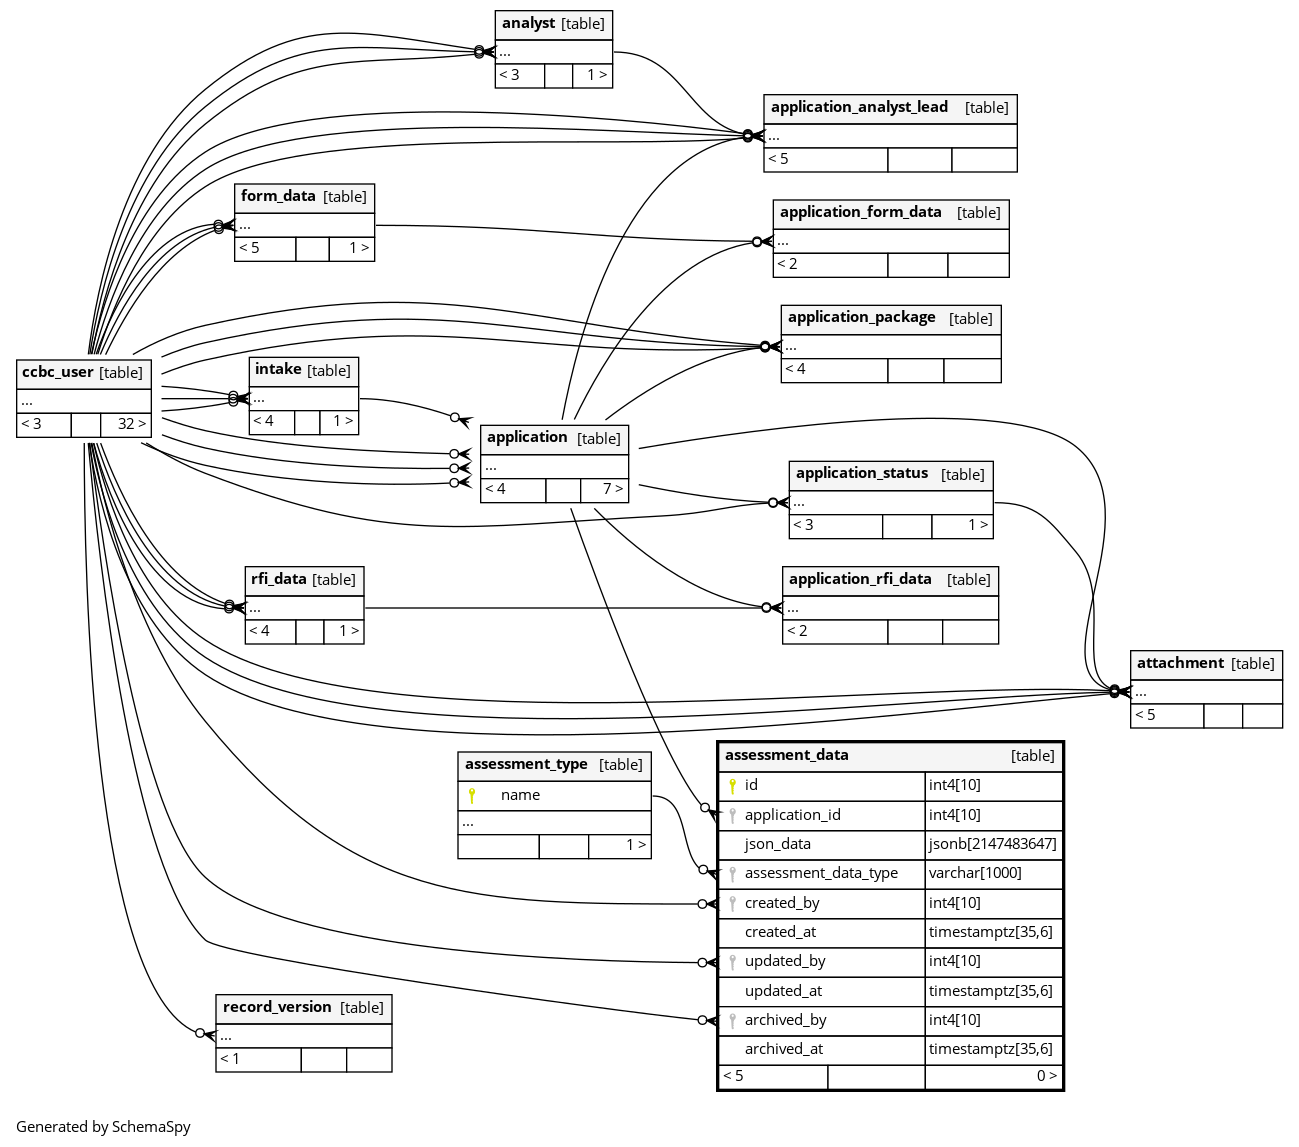 analyst [table]
...
< 3 1 >
application_analyst_lead [table]
...
< 5
form_data [table]
...
< 5 1 >
application_form_data [table]
...
< 2
application_package [table]
...
< 4
ccbc_user [table]
...
< 3 32 >
intake [table]
...
< 4 1 >
application [table]
...
< 4 7 >
application_status [table]
...
< 3 1 >
rfi_data [table]
...
< 4 1 >
application_rfi_data [table]
...
< 2
attachment [table]
...
< 5
assessment_type [table]
name
...
1 >
assessment_data [table]
id int4[10]
application_id int4[10]
json_data jsonb[2147483647]
assessment_data_type varchar[1000]
created_by int4[10]
created_at timestamptz[35,6]
updated_by int4[10]
updated_at timestamptz[35,6]
archived_by int4[10]
archived_at timestamptz[35,6]
< 5 0 >
record_version [table]
...
< 1
Generated by SchemaSpy